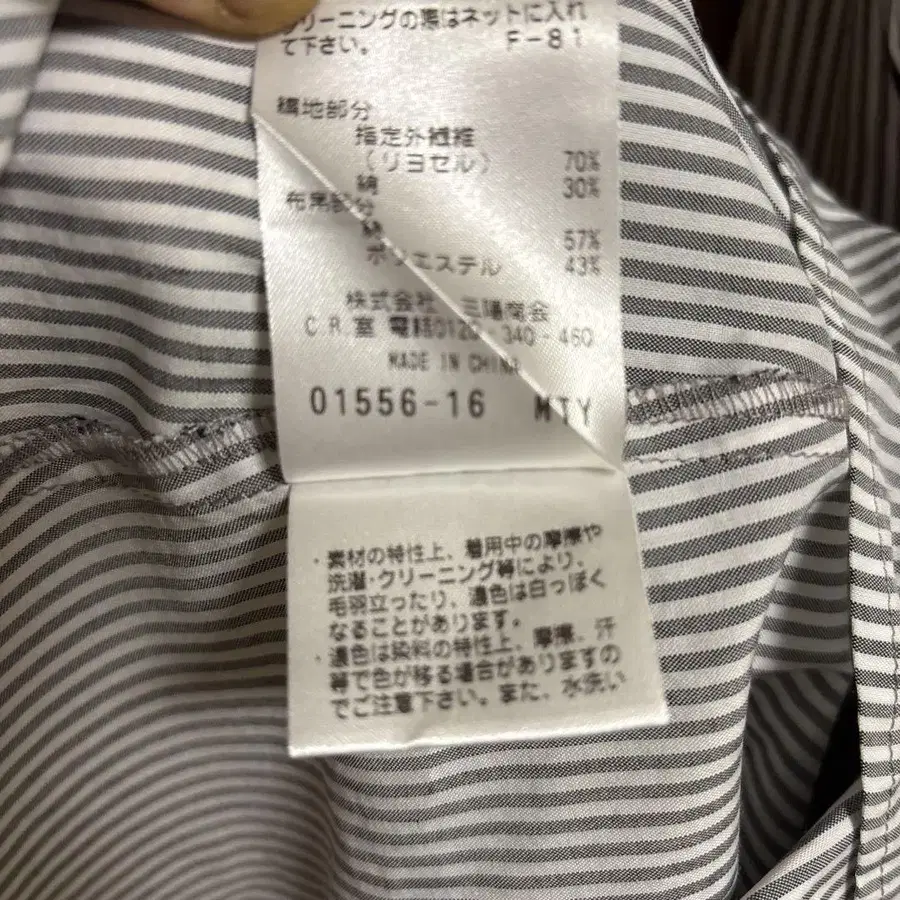 クリーニングの際はネットに入れ
て下さい。 F-81
編地部分
指定外繊維
(リヨセル) 70%
綿 30%
布帛部分
綿 57%
ポリエステル 43%
株式会社 三陽商会
CR室 電話0120-340-460
MADE IN CHINA
01556-16 MTY
・素材の特性上、着用中の摩擦や
洗濯・クリーニング等により、
毛羽立ったり、濃色は白っぽく
なることがあります。
・濃色は染料の特性上、摩擦、汗
等で色が移る場合がありますの
でご注意下さい。また、水洗い